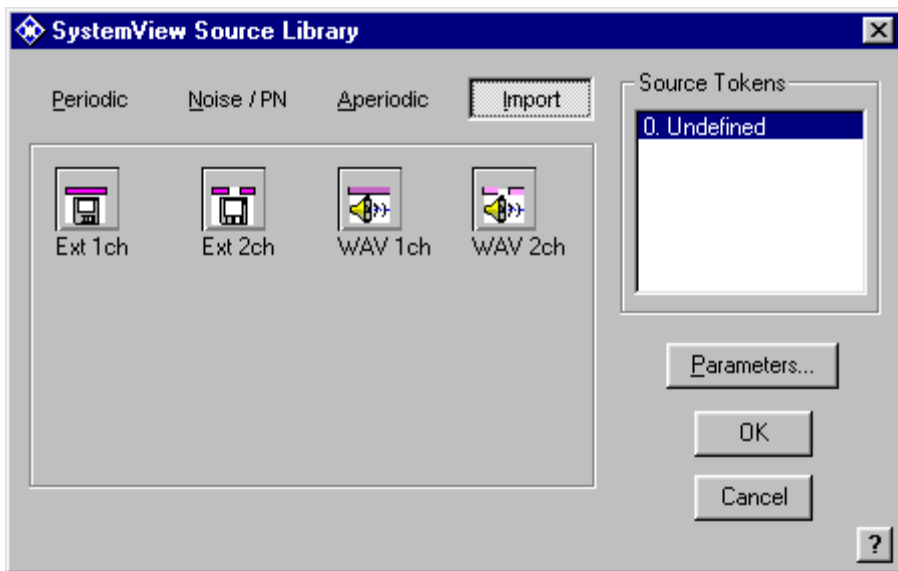 SystemView Source Library
Periodic
Noise / PN
Aperiodic
Import
Source Tokens
0. Undefined
Ext 1ch
Ext 2ch
WAV 1ch
WAV 2ch
Parameters...
OK
Cancel
?